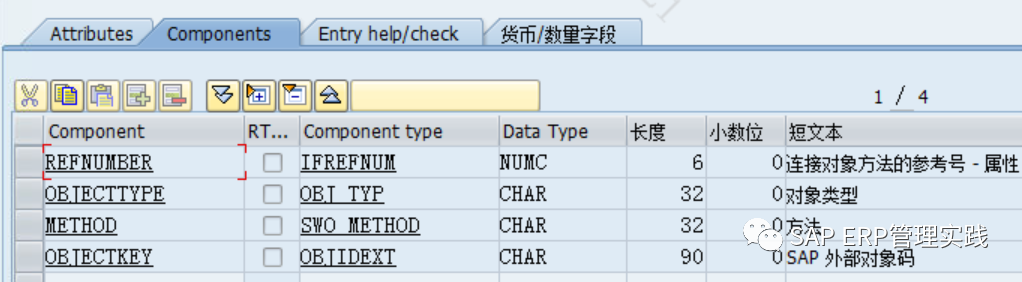 Attributes Components Entry help/check 货币/数量字段
1 / 4
Component RT... Component type Data Type 长度 小数位 短文本
REFNUMBER IFREFNUM NUMC 6 0 连接对象方法的参考号 - 属性
OBJECTTYPE OBJ_TYP CHAR 32 0 对象类型
METHOD SWO_METHOD CHAR 32 0 方法
OBJECTKEY OBJIDEXT CHAR 90 0 SAP 外部对象码
SAP ERP管理实践